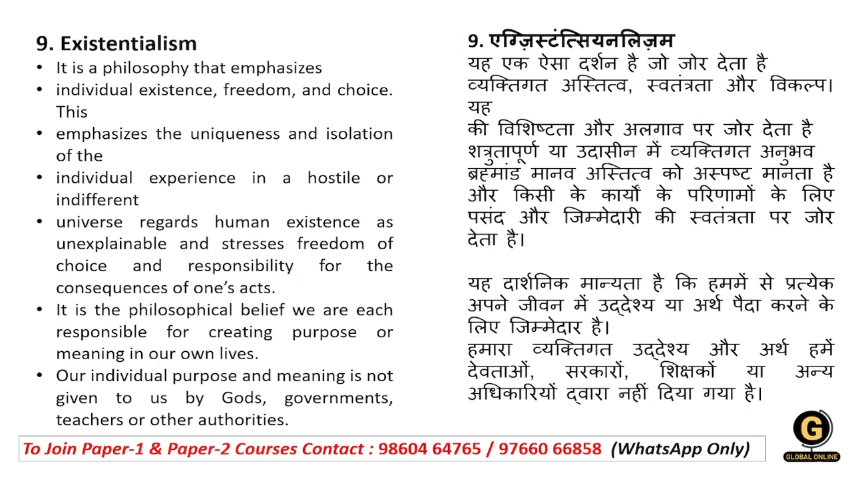 9. Existentialism
• It is a philosophy that emphasizes
• individual existence, freedom, and choice.
This
• emphasizes the uniqueness and isolation
of the
• individual experience in a hostile or
indifferent
• universe regards human existence as
unexplainable and stresses freedom of
choice and responsibility for the
consequences of one's acts.
• It is the philosophical belief we are each
responsible for creating purpose or
meaning in our own lives.
• Our individual purpose and meaning is not
given to us by Gods, governments,
teachers or other authorities.
9. एग्ज़िस्टंत्सियनलिज़म
यह एक ऐसा दर्शन है जो जोर देता है
व्यक्तिगत अस्तित्व, स्वतंत्रता और विकल्प।
यह
की विशिष्टता और अलगाव पर जोर देता है
शत्रुतापूर्ण या उदासीन में व्यक्तिगत अनुभव
ब्रह्मांड मानव अस्तित्व को अस्पष्ट मानता है
और किसी के कार्यों के परिणामों के लिए
पसंद और जिम्मेदारी की स्वतंत्रता पर जोर
देता है।
यह दार्शनिक मान्यता है कि हममें से प्रत्येक
अपने जीवन में उद्देश्य या अर्थ पैदा करने के
लिए जिम्मेदार है।
हमारा व्यक्तिगत उद्देश्य और अर्थ हमें
देवताओं, सरकारों, शिक्षकों या अन्य
अधिकारियों द्वारा नहीं दिया गया है।
To Join Paper-1 & Paper-2 Courses Contact : 98604 64765 / 97660 66858 (WhatsApp Only)
G
GLOBAL ONLINE